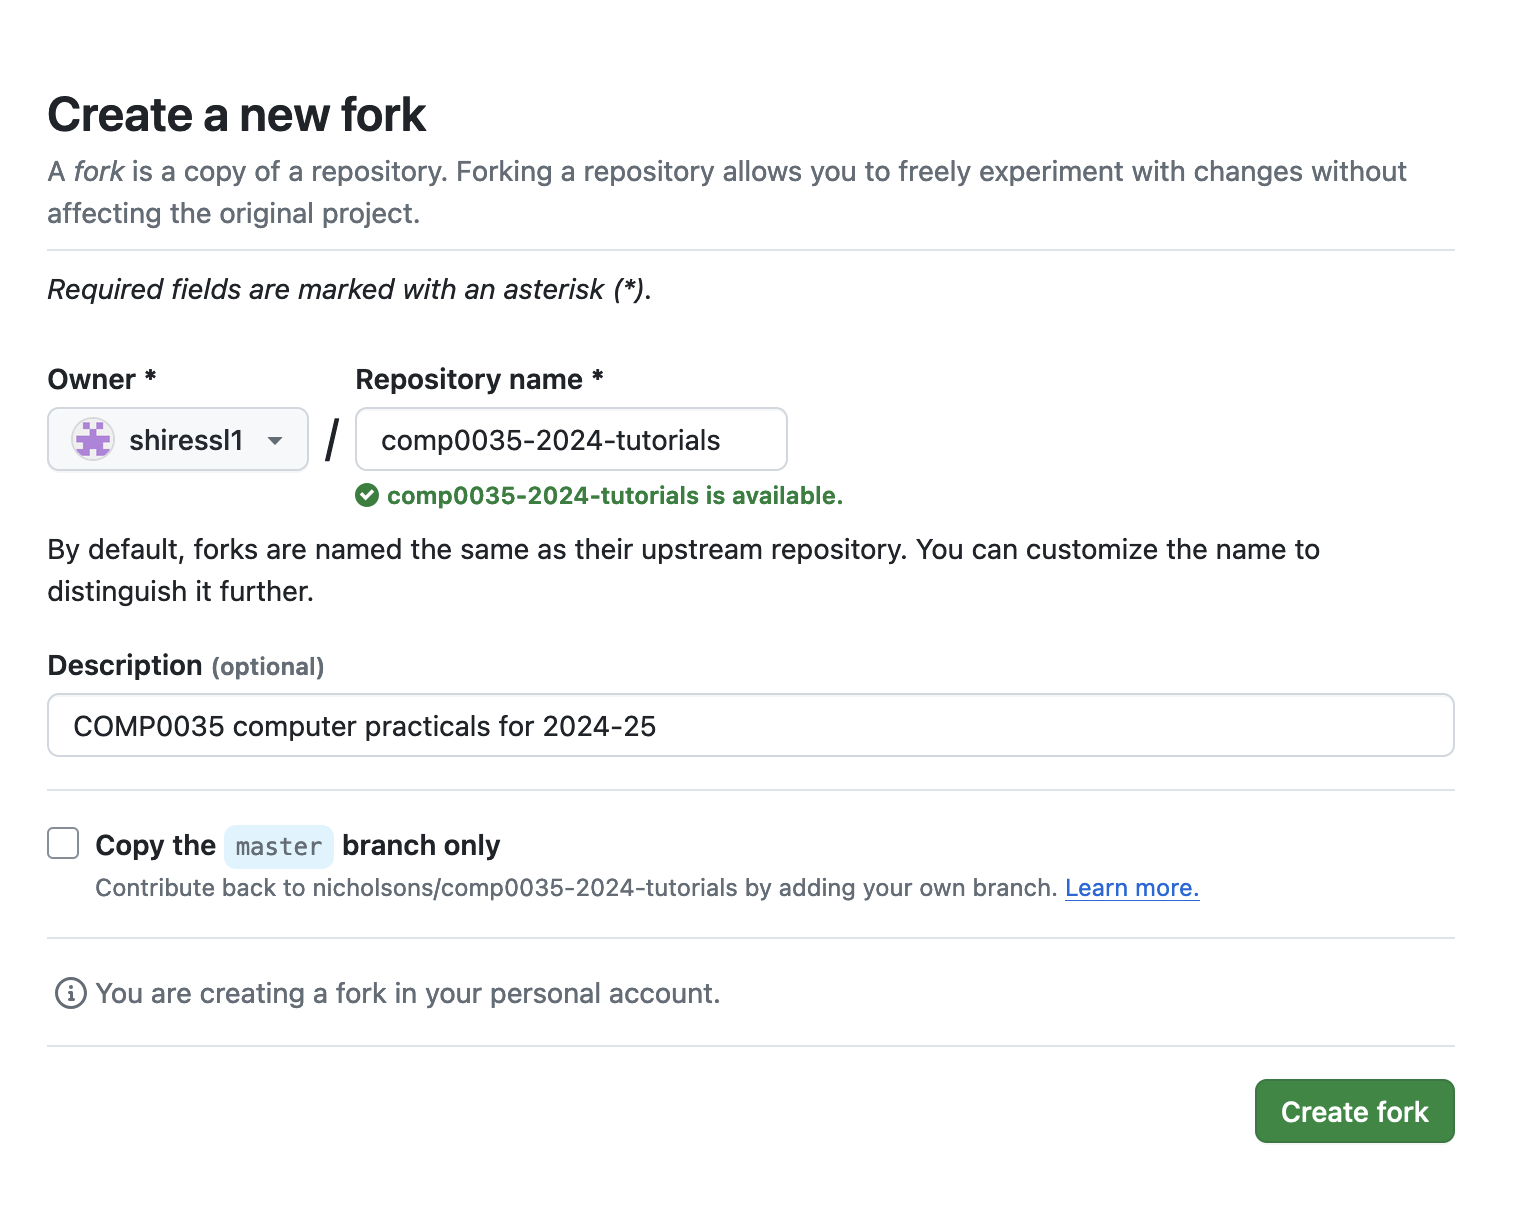 Create a new fork
A fork is a copy of a repository. Forking a repository allows you to freely experiment with changes without
affecting the original project.
Required fields are marked with an asterisk (*).
Owner *
Repository name *
shiressl1
/
comp0035-2024-tutorials
comp0035-2024-tutorials is available.
By default, forks are named the same as their upstream repository. You can customize the name to
distinguish it further.
Description (optional)
COMP0035 computer practicals for 2024-25
Copy the master branch only
Contribute back to nicholsons/comp0035-2024-tutorials by adding your own branch. Learn more.
You are creating a fork in your personal account.
Create fork